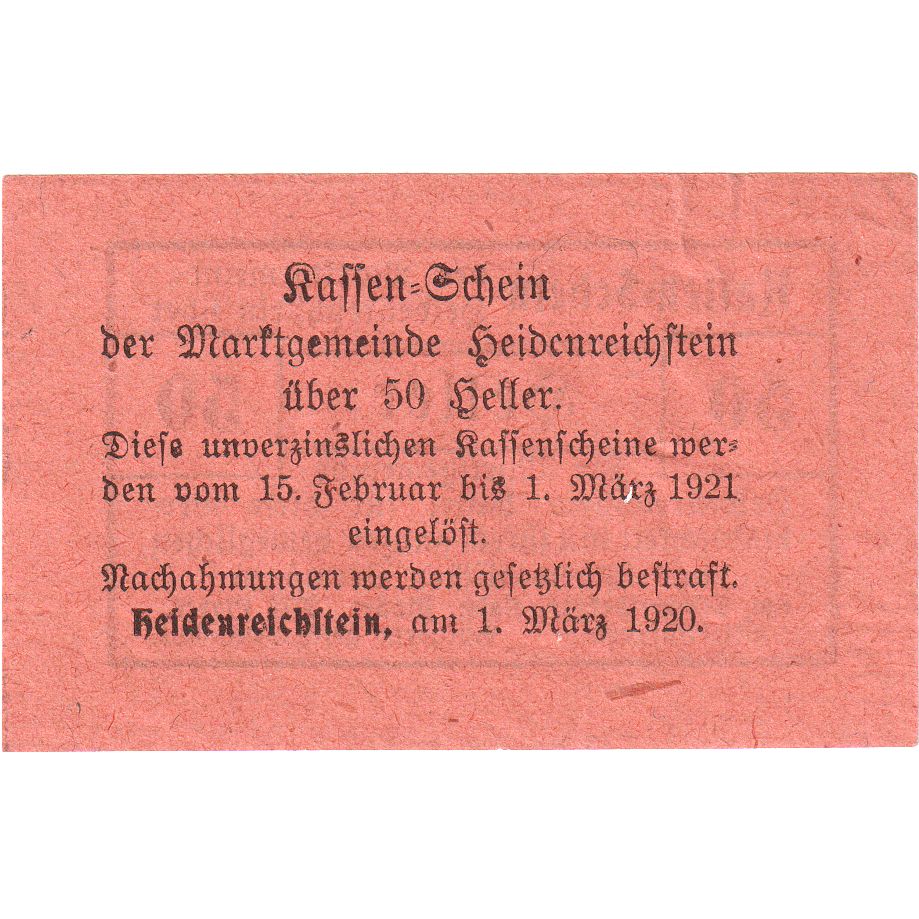 Kassen-Schein
der Marktgemeinde Heidenreichstein
über 50 Heller.
Diese unverzinslichen Kassenscheine wer-
den vom 15. Februar bis 1. März 1921
eingelöst.
Nachahmungen werden gesetzlich bestraft.
Heidenreichstein, am 1. März 1920.